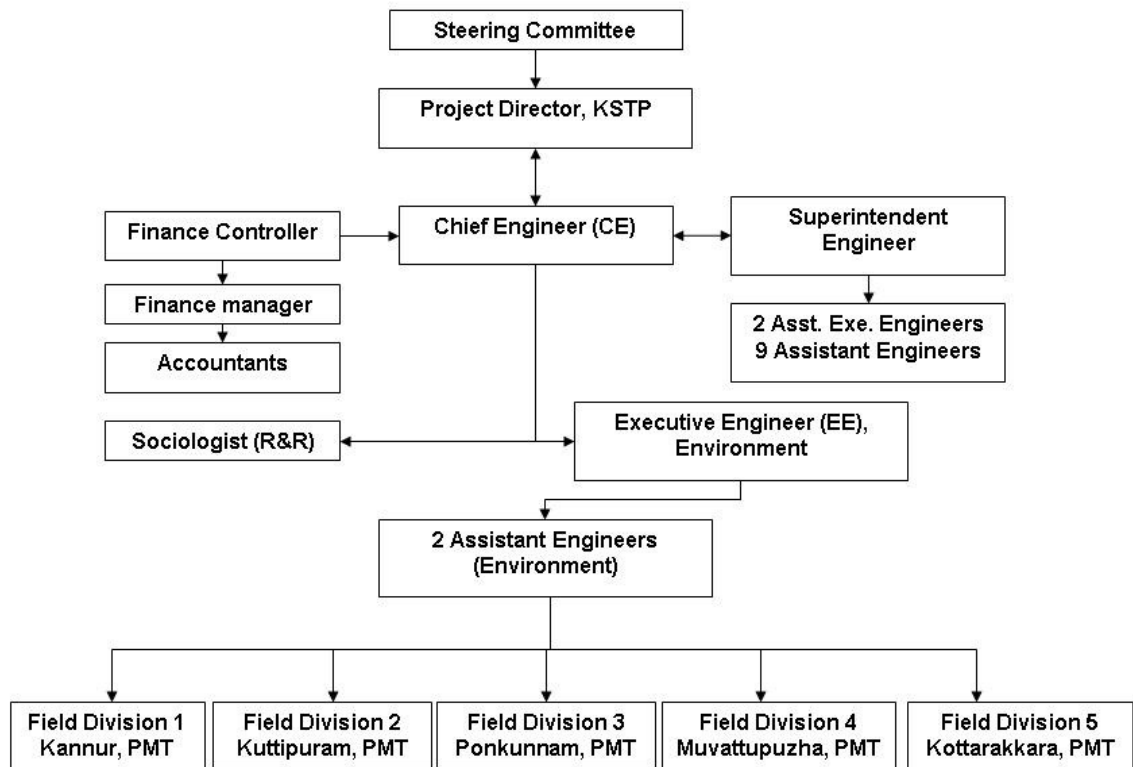 Steering Committee
Project Director, KSTP
Finance Controller
Chief Engineer (CE)
Superintendent
Engineer
Finance manager
2 Asst. Exe. Engineers
9 Assistant Engineers
Accountants
Sociologist (R&R)
Executive Engineer (EE),
Environment
2 Assistant Engineers
(Environment)
Field Division 1
Kannur, PMT
Field Division 2
Kuttipuram, PMT
Field Division 3
Ponkunnam, PMT
Field Division 4
Muvattupuzha, PMT
Field Division 5
Kottarakkara, PMT